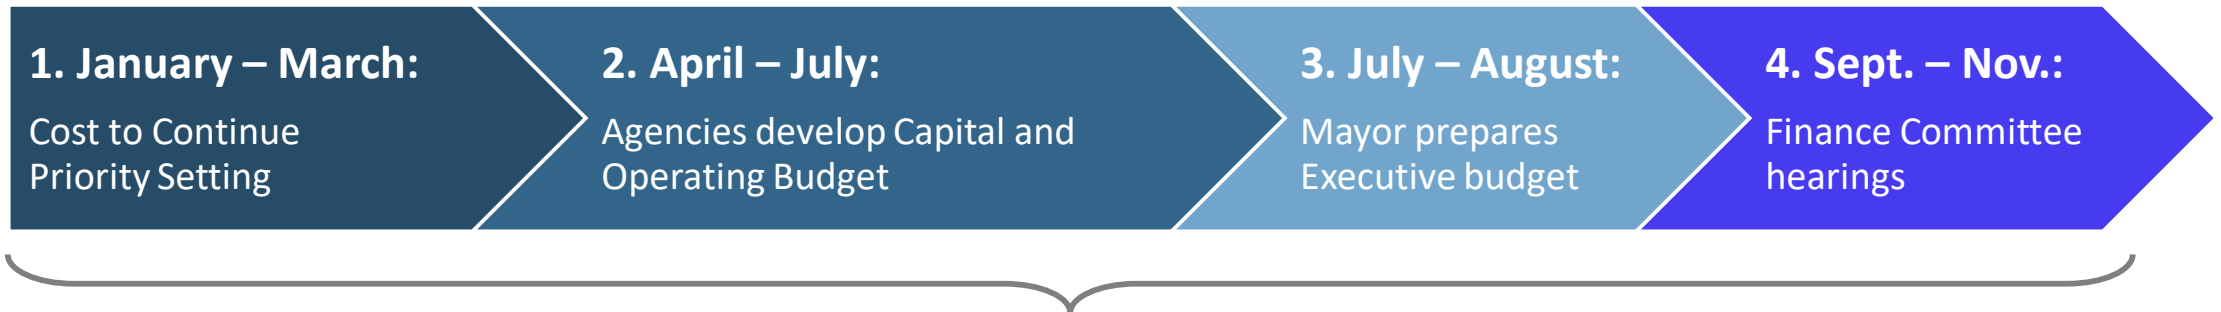 1. January – March:
Cost to Continue
Priority Setting
2. April – July:
Agencies develop Capital and
Operating Budget
3. July – August:
Mayor prepares
Executive budget
4. Sept. – Nov.:
Finance Committee
hearings